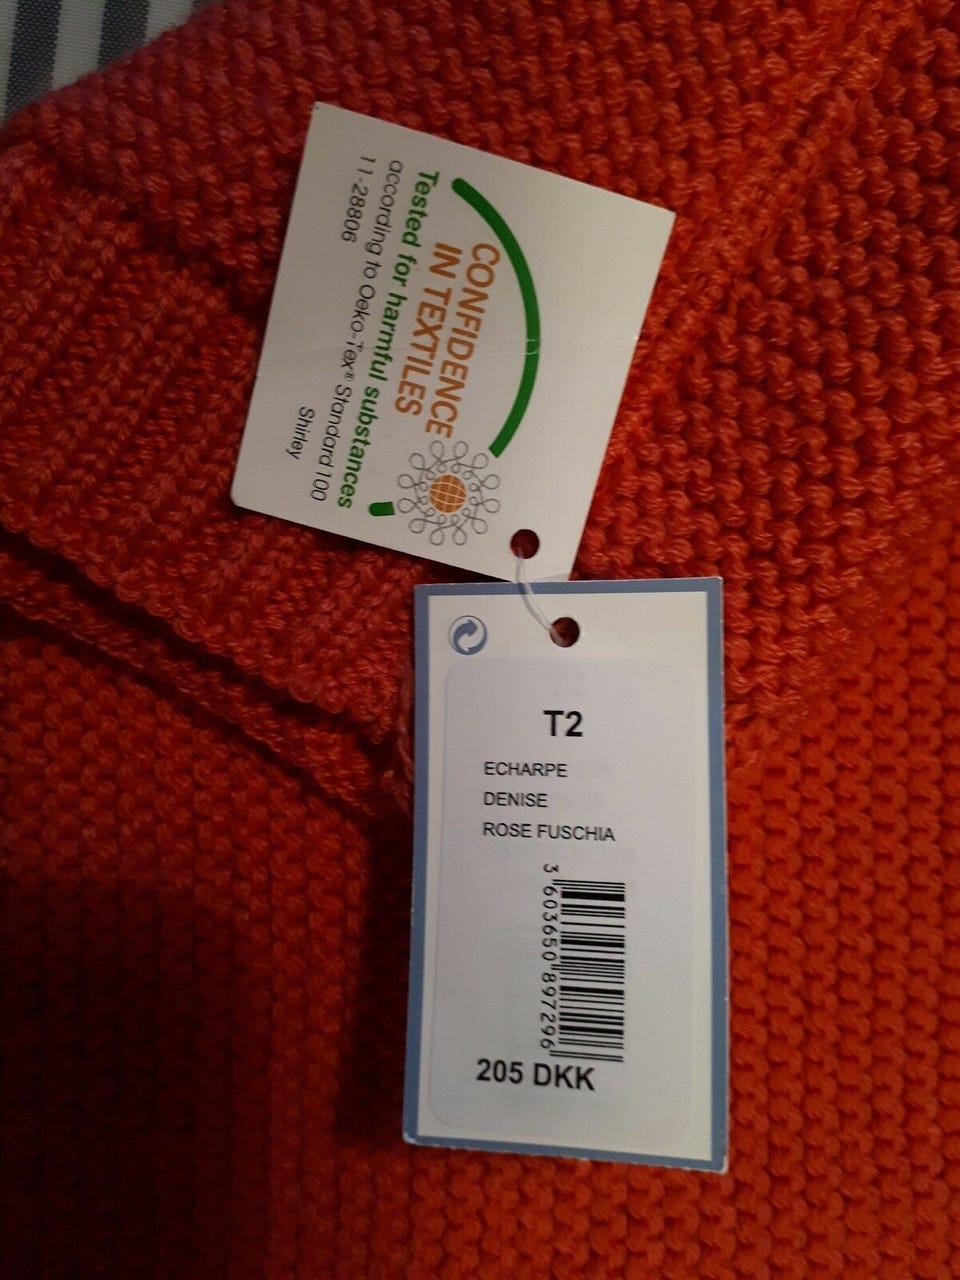 CONFIDENCE
IN TEXTILES
Tested for harmful substances
according to Oeko-Tex® Standard 100
11-28806
Shirley
T2
ECHARPE
DENISE
ROSE FUSCHIA
3 603650 897296
205 DKK